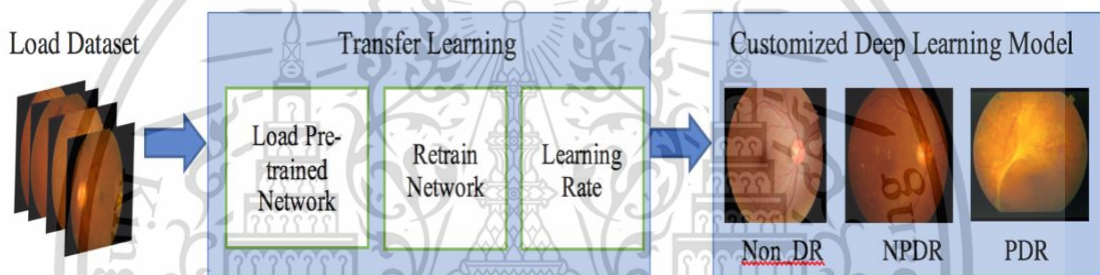 Load Dataset
Transfer Learning
Load Pre-
trained
Network
Retrain
Network
Learning
Rate
Customized Deep Learning Model
Non_DR
NPDR
PDR